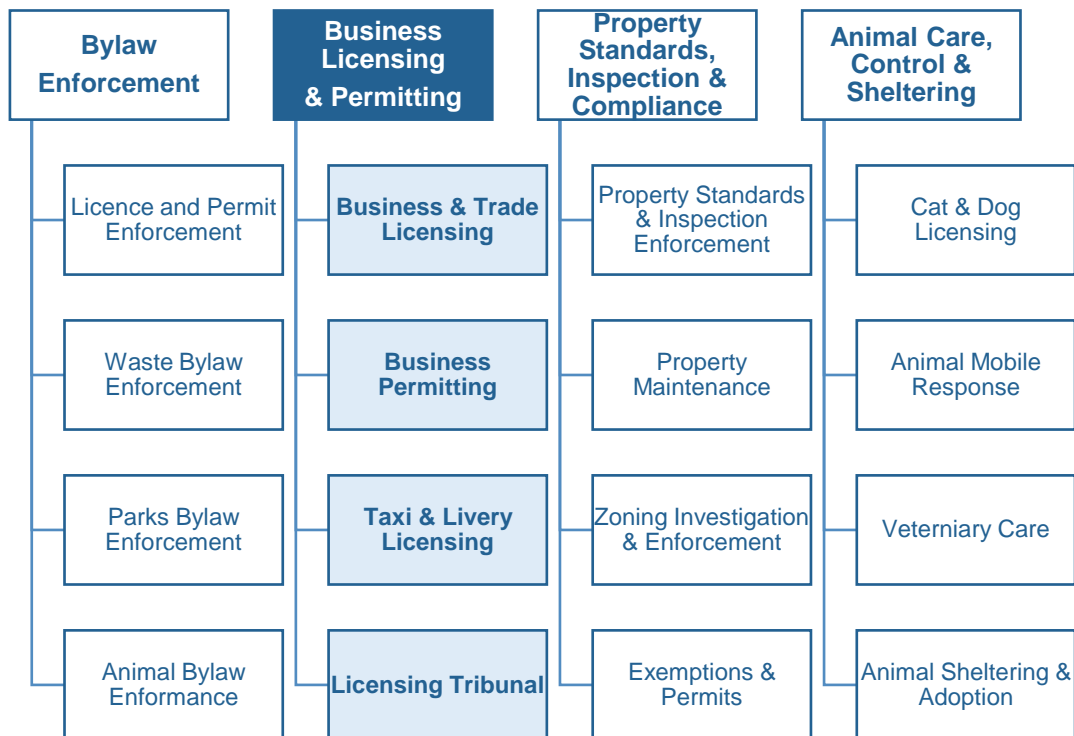 Bylaw
Enforcement
Licence and Permit
Enforcement
Waste Bylaw
Enforcement
Parks Bylaw
Enforcement
Animal Bylaw
Enformance
Business
Licensing
& Permitting
Business & Trade
Licensing
Business
Permitting
Taxi & Livery
Licensing
Licensing Tribunal
Property
Standards,
Inspection &
Compliance
Property Standards
& Inspection
Enforcement
Property
Maintenance
Zoning Investigation
& Enforcement
Exemptions &
Permits
Animal Care,
Control &
Sheltering
Cat & Dog
Licensing
Animal Mobile
Response
Veterniary Care
Animal Sheltering &
Adoption